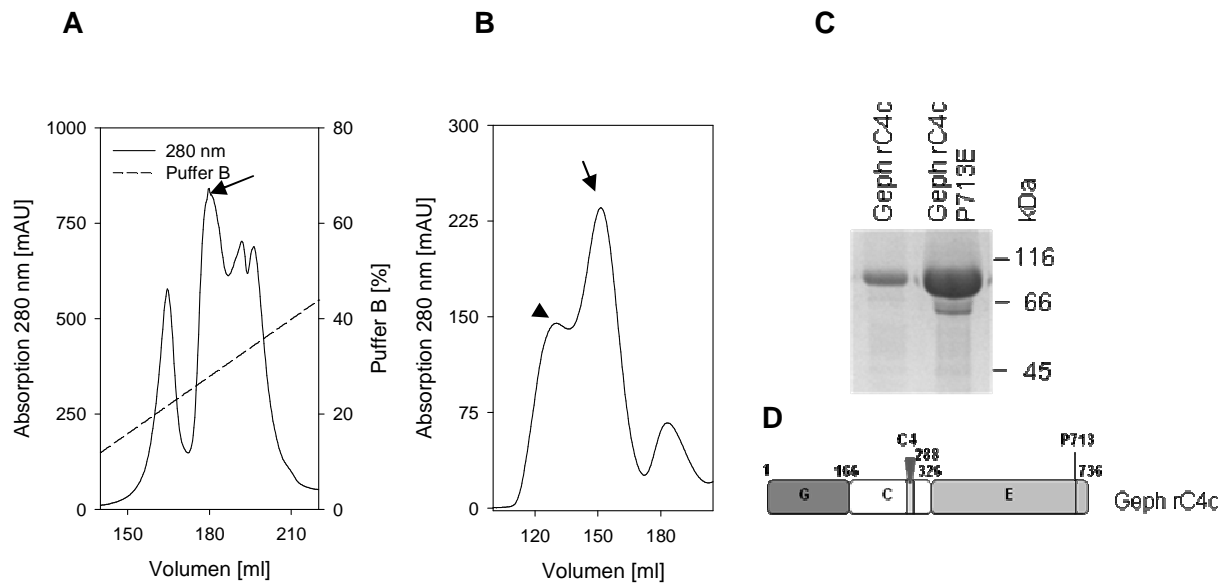 A
B
C
1000
750
500
250
0
80
60
40
20
0
280 nm
Puffer B
Absorption 280 nm [mAU]
Puffer B [%]
150
180
210
Volumen [ml]
300
225
150
75
0
Absorption 280 nm [mAU]
120
150
180
Volumen [ml]
Geph rC4c
Geph rC4c
P713E
kDa
116
66
45
D
C4
P713
288
1
166
326
736
G
C
E
Geph rC4c